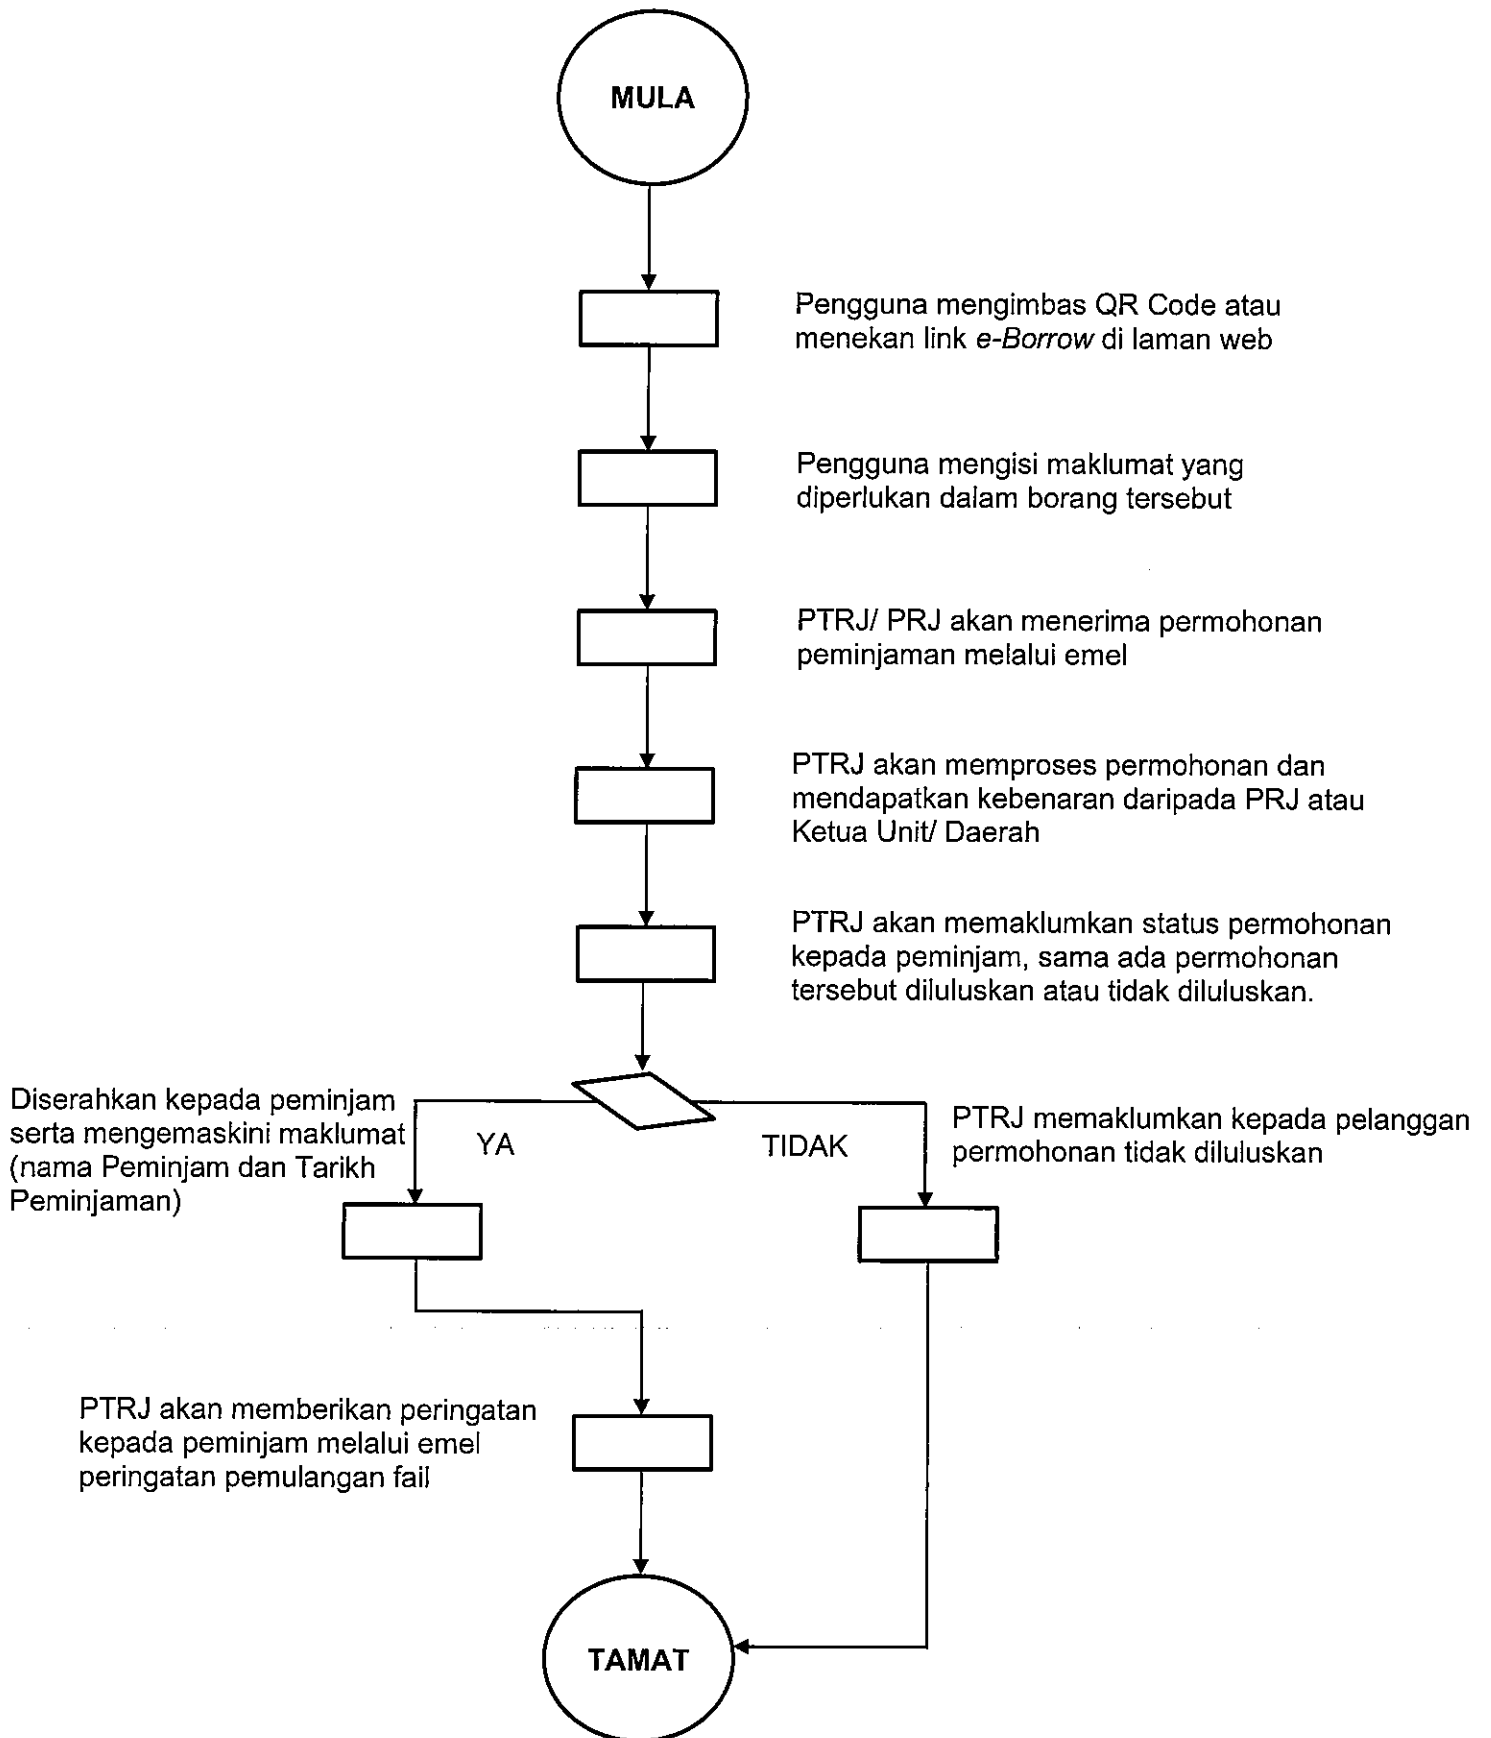 MULA
Pengguna mengimbas QR Code atau
menekan link e-Borrow di laman web
Pengguna mengisi maklumat yang
diperlukan dalam borang tersebut
PTRJ/ PRJ akan menerima permohonan
peminjaman melalui emel
PTRJ akan memproses permohonan dan
mendapatkan kebenaran daripada PRJ atau
Ketua Unit/ Daerah
PTRJ akan memaklumkan status permohonan
kepada peminjam, sama ada permohonan
tersebut diluluskan atau tidak diluluskan.
Diserahkan kepada peminjam
serta mengemaskini maklumat
(nama Peminjam dan Tarikh
Peminjaman)
YA
TIDAK
PTRJ memaklumkan kepada pelanggan
permohonan tidak diluluskan
PTRJ akan memberikan peringatan
kepada peminjam melalui emel
peringatan pemulangan fail
TAMAT